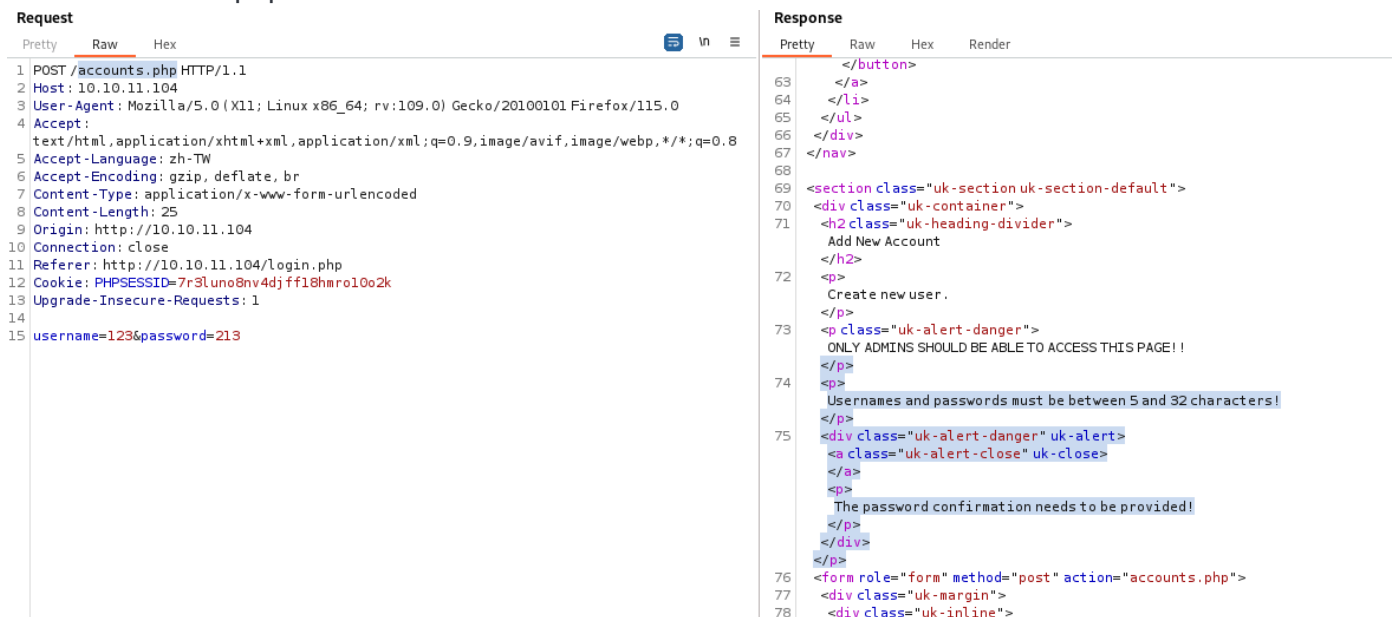 Request
Pretty Raw Hex
\n
1 POST /accounts.php HTTP/1.1
2 Host: 10.10.11.104
3 User-Agent: Mozilla/5.0 (X11; Linux x86_64; rv:109.0) Gecko/20100101 Firefox/115.0
4 Accept:
text/html,application/xhtml+xml,application/xml;q=0.9,image/avif,image/webp,*/*;q=0.8
5 Accept-Language: zh-TW
6 Accept-Encoding: gzip, deflate, br
7 Content-Type: application/x-www-form-urlencoded
8 Content-Length: 25
9 Origin: http://10.10.11.104
10 Connection: close
11 Referer: http://10.10.11.104/login.php
12 Cookie: PHPSESSID=7r3luno8nv4djff18hmro10o2k
13 Upgrade-Insecure-Requests: 1
14
15 username=123&password=213
Response
Pretty Raw Hex Render
</button>
63 </a>
64 </li>
65 </ul>
66 </div>
67 </nav>
68
69 <section class="uk-section uk-section-default">
70 <div class="uk-container">
71 <h2 class="uk-heading-divider">
Add New Account
</h2>
72 <p>
Create new user.
</p>
73 <p class="uk-alert-danger">
ONLY ADMINS SHOULD BE ABLE TO ACCESS THIS PAGE!!
</p>
74 <p>
Usernames and passwords must be between 5 and 32 characters!
</p>
75 <div class="uk-alert-danger" uk-alert>
<a class="uk-alert-close" uk-close>
</a>
<p>
The password confirmation needs to be provided!
</p>
</div>
</p>
76 <form role="form" method="post" action="accounts.php">
77 <div class="uk-margin">
78 <div class="uk-inline">